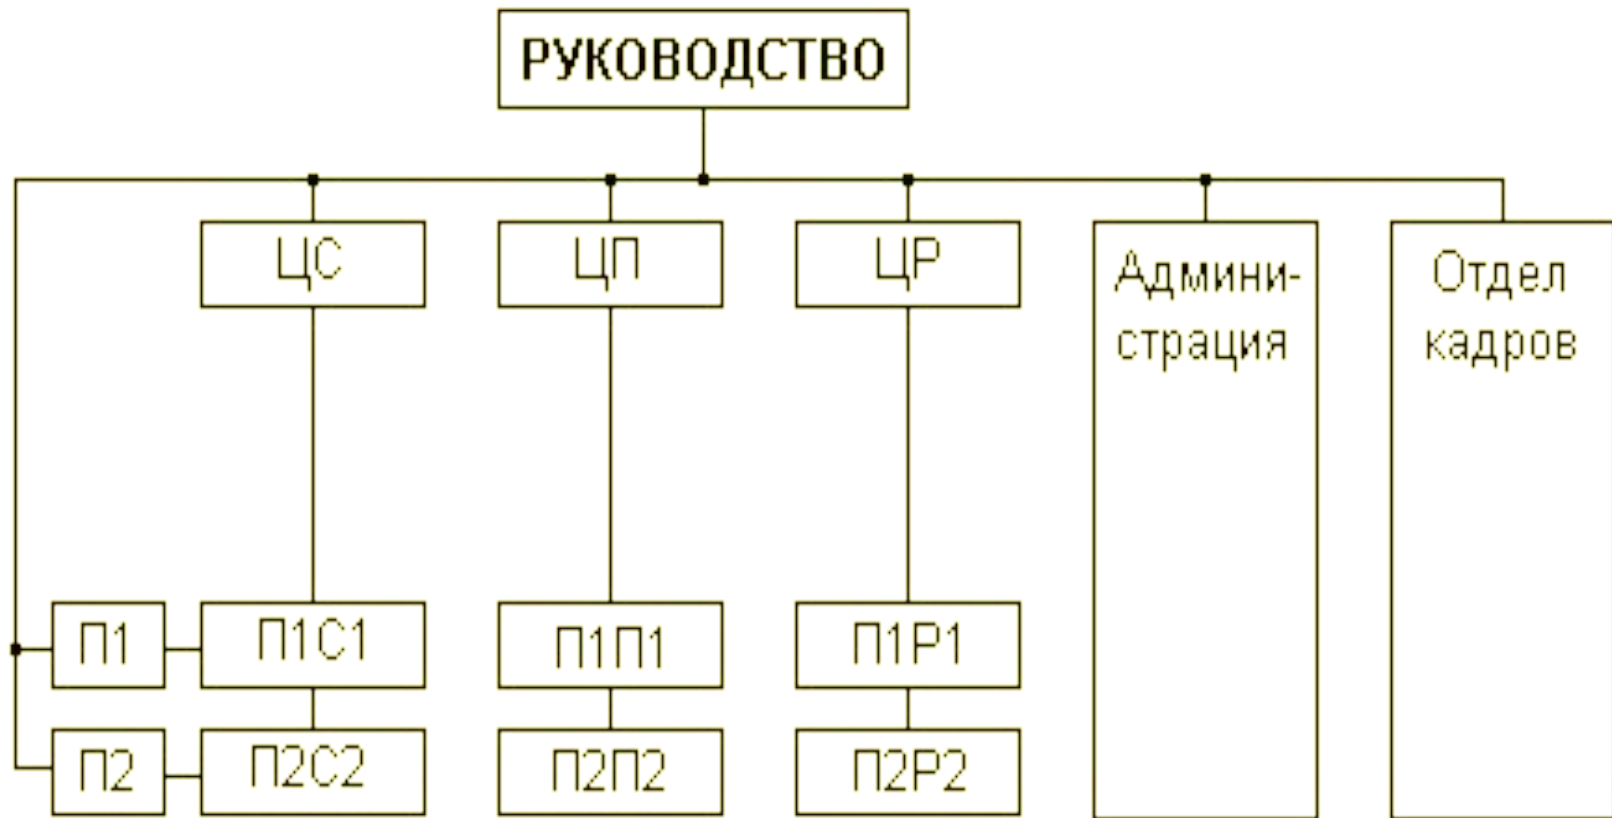 РУКОВОДСТВО
ЦС
ЦП
ЦР
Админи-
страция
Отдел
кадров
П1
П1С1
П1П1
П1Р1
П2
П2С2
П2П2
П2Р2